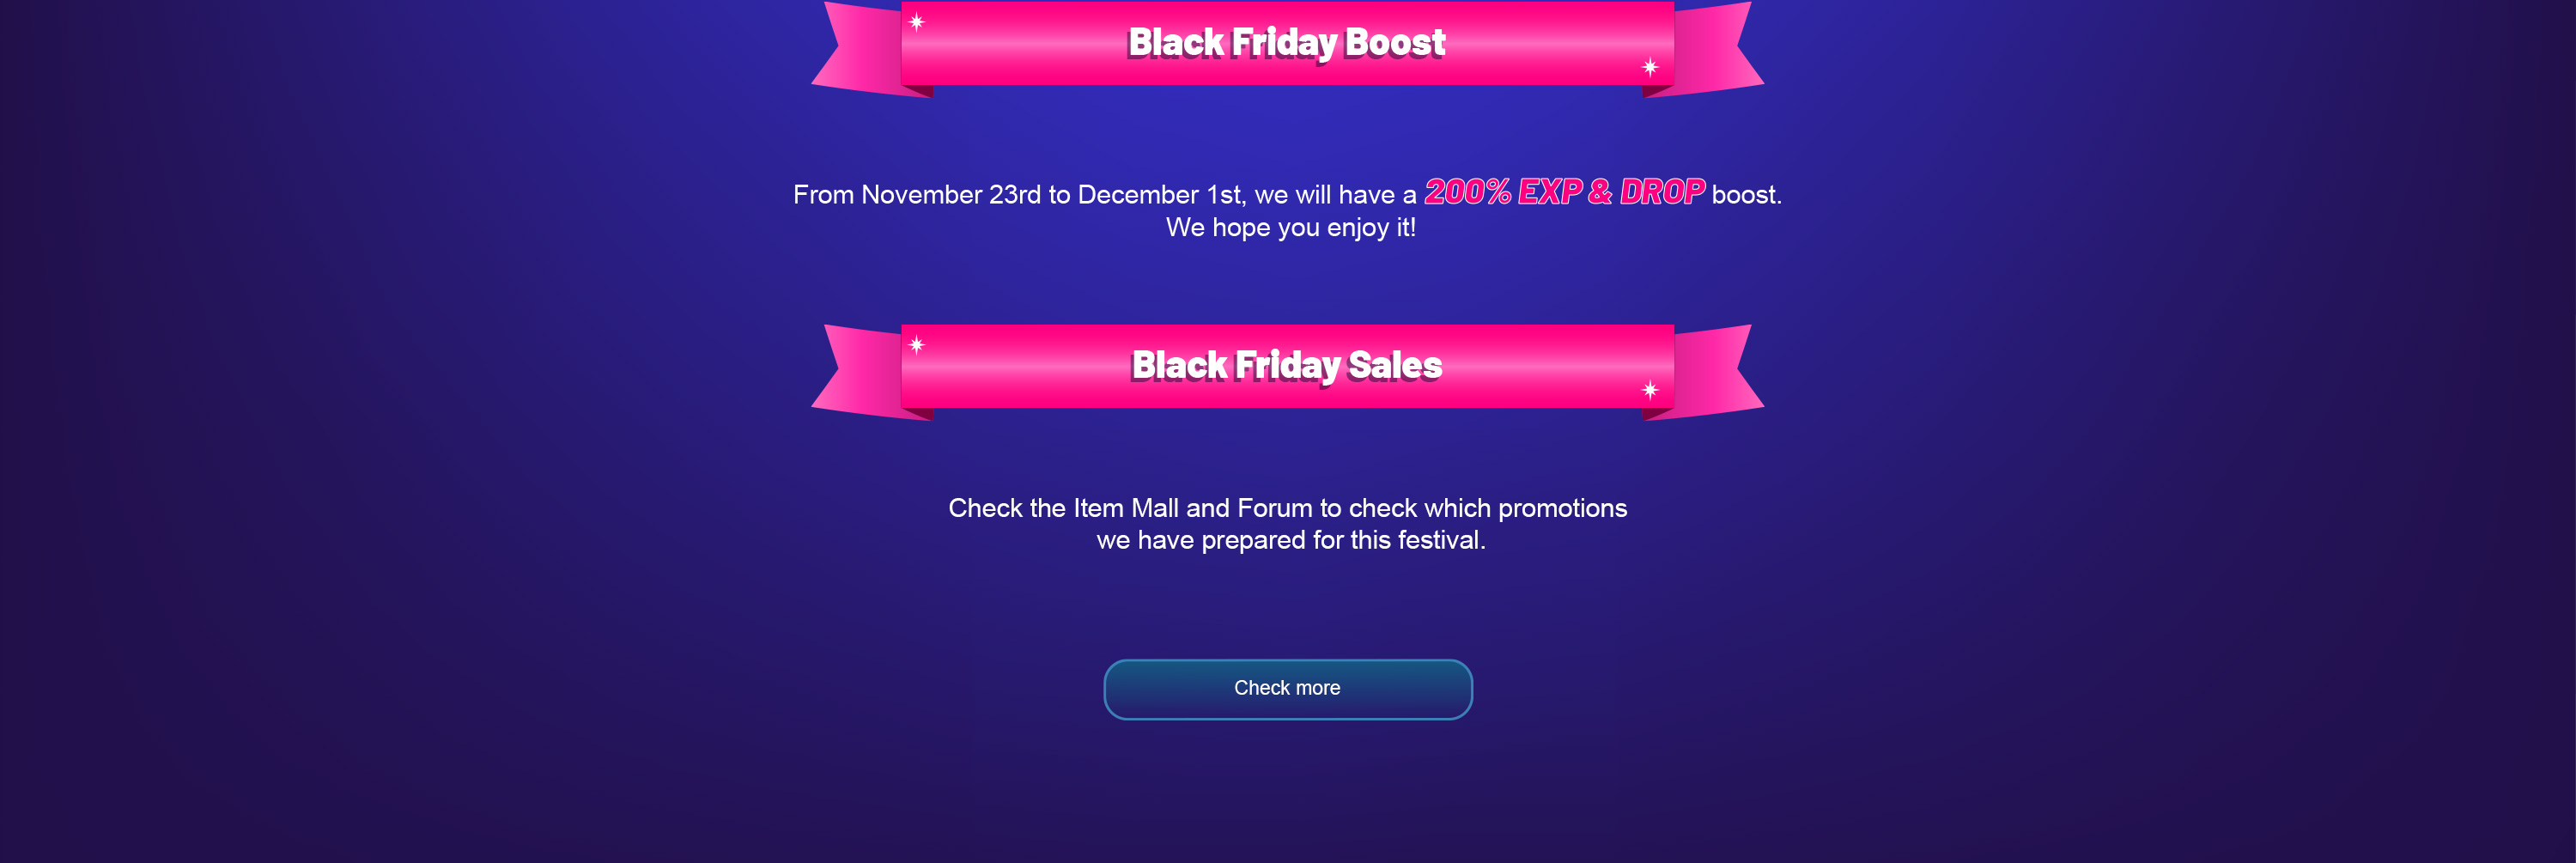 Black Friday Boost
From November 23rd to December 1st, we will have a 200% EXP & DROP boost.
We hope you enjoy it!
Black Friday Sales
Check the Item Mall and Forum to check which promotions
we have prepared for this festival.
Check more